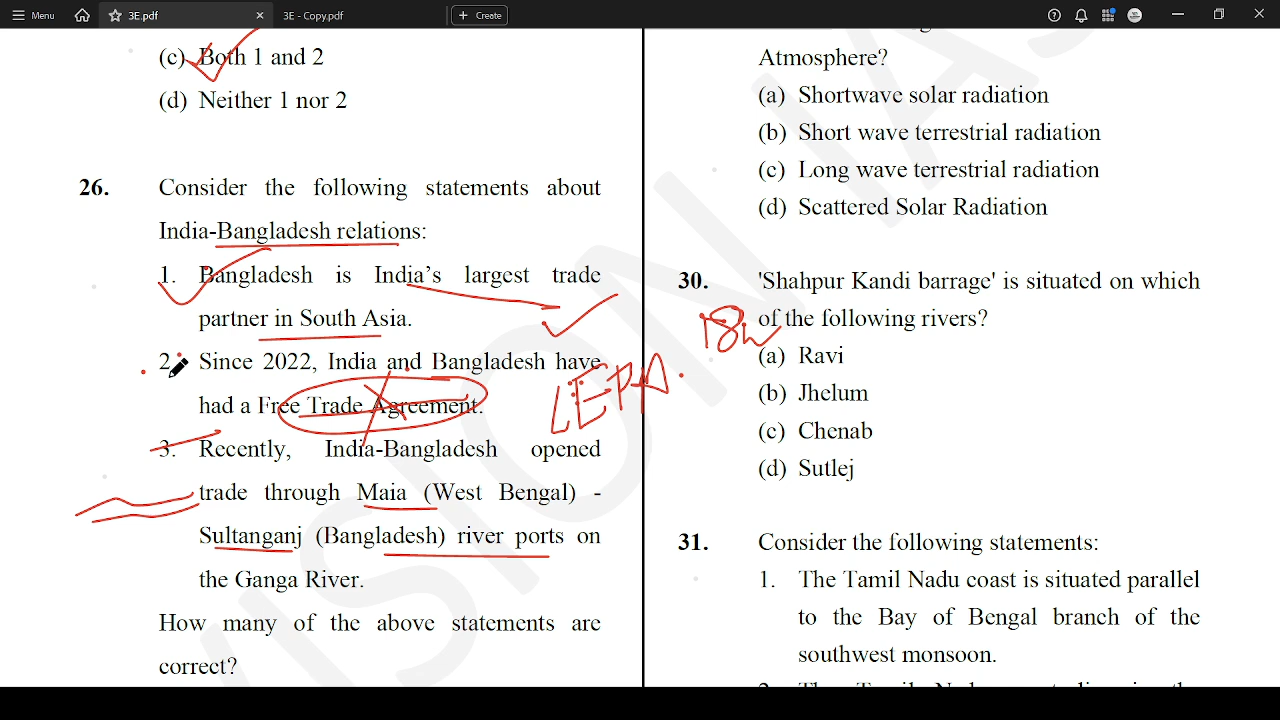 Menu
3E.pdf
3E - Copy.pdf
Create
(c) Both 1 and 2
(d) Neither 1 nor 2
26. Consider the following statements about
India-Bangladesh relations:
1. Bangladesh is India's largest trade
partner in South Asia.
2. Since 2022, India and Bangladesh have
had a Free Trade Agreement.
3. Recently, India-Bangladesh opened
trade through Maia (West Bengal) -
Sultanganj (Bangladesh) river ports on
the Ganga River.
How many of the above statements are
correct?
CEPA
Atmosphere?
(a) Shortwave solar radiation
(b) Short wave terrestrial radiation
(c) Long wave terrestrial radiation
(d) Scattered Solar Radiation
30. 'Shahpur Kandi barrage' is situated on which
of the following rivers?
(a) Ravi
(b) Jhelum
(c) Chenab
(d) Sutlej
31. Consider the following statements:
1. The Tamil Nadu coast is situated parallel
to the Bay of Bengal branch of the
southwest monsoon.
VISION IAS